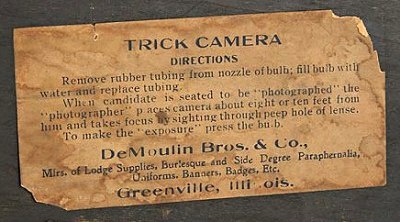 TRICK CAMERA
DIRECTIONS
Remove rubber tubing from nozzle of bulb; fill bulb with
water and replace tubing.
When candidate is seated to be "photographed" the
"photographer" p aces camera about eight or ten feet from
him and takes focus by sighting through peep hole of lense.
To make the "exposure" press the bu b.
DeMoulin Bros. & Co.,
Mfrs. of Lodge Supplies, Burlesque and Side Degree Paraphernalia,
Uniforms, Banners, Badges, Etc.
Greenville, Illi ois.